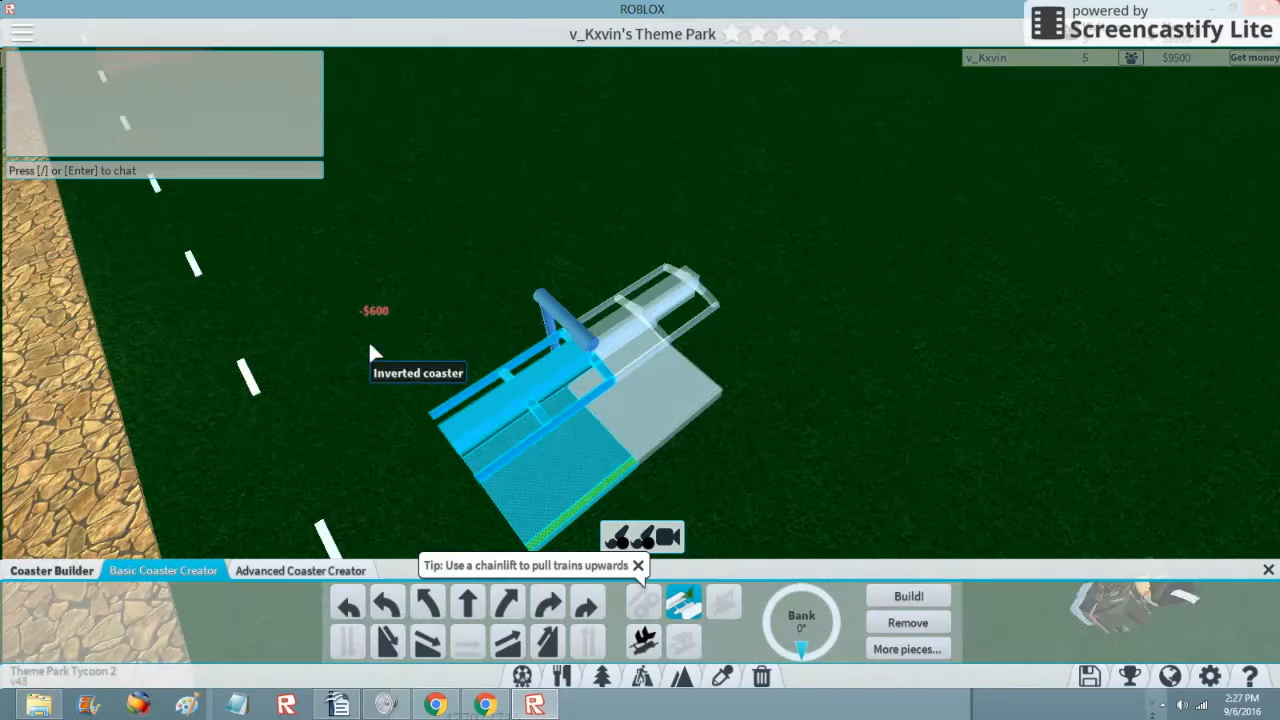 ROBLOX
powered by
Screencastify Lite
v_Kxvin's Theme Park
v_Kxvin 5 $9500 Get money
Press [/] or [Enter] to chat
-$600
Inverted coaster
Tip: Use a chainlift to pull trains upwards
Coaster Builder Basic Coaster Creator Advanced Coaster Creator
Bank
0°
Build!
Remove
More pieces...
Theme Park Tycoon 2
v43
2:27 PM
9/6/2016